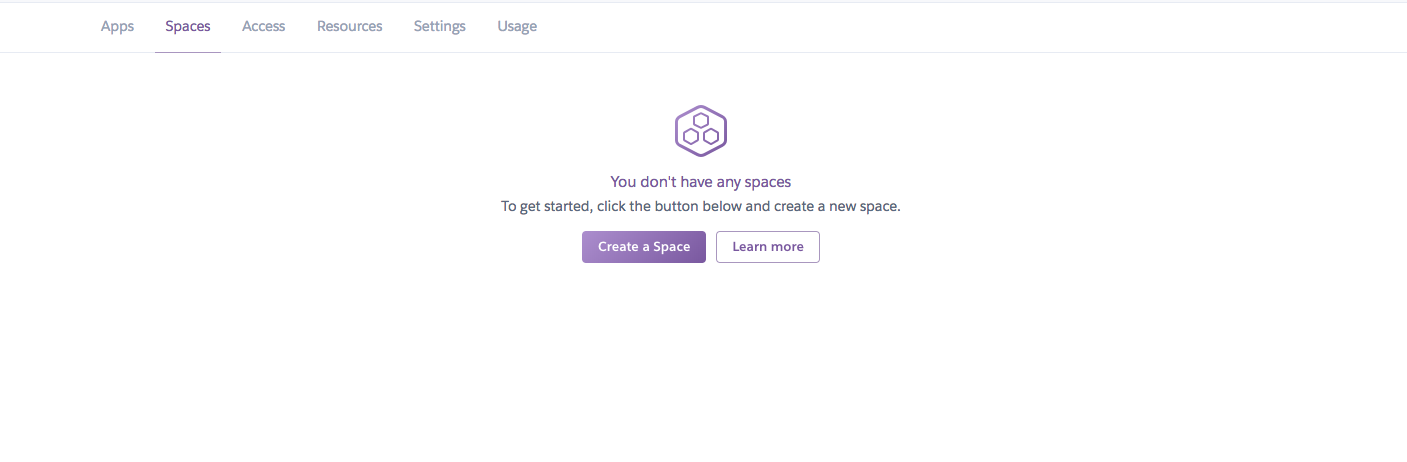 Apps Spaces Access Resources Settings Usage
You don't have any spaces
To get started, click the button below and create a new space.
Create a Space Learn more